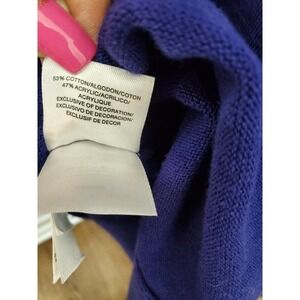 53% COTTON/ALGODON/COTON
47% ACRYLIC/ACRILICO/
ACRYLIQUE
EXCLUSIVE OF DECORATION/
EXCLUSIVO DE DECORACION/
EXCLUSIF DE DECOR